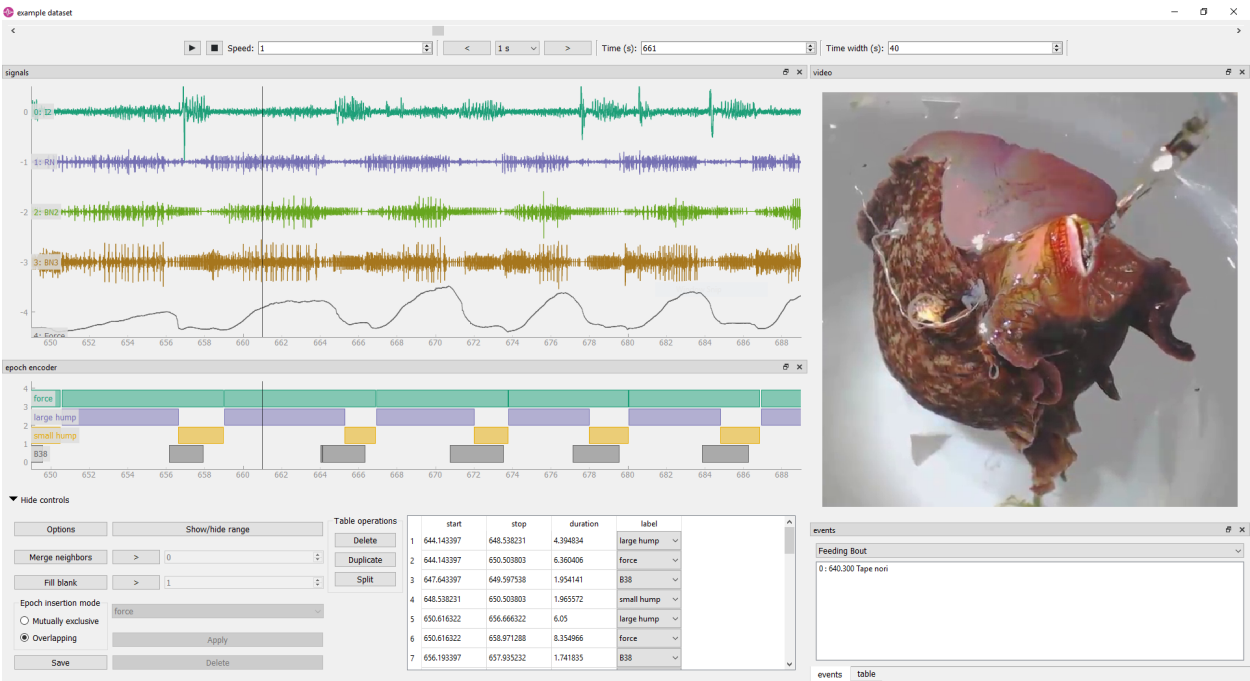 example dataset
Speed: 1 < 1 s > Time (s): 661 Time width (s): 40
signals
video
0 0: I2
-1 1: RN
-2 2: BN2
-3 3: BN3
-4
4: Force
650 652 654 656 658 660 662 664 666 668 670 672 674 676 678 680 682 684 686 688
epoch encoder
4
force
3
large hump
2
small hump
1
B38
0
650 652 654 656 658 660 662 664 666 668 670 672 674 676 678 680 682 684 686 688
Hide controls
Options Show/hide range
Merge neighbors > 0
Fill blank > 1
Epoch insertion mode
Mutually exclusive
Overlapping
force
Apply
Save Delete
Table operations
Delete
Duplicate
Split
start stop duration label
1 644.143397 648.538231 4.394834 large hump
2 644.143397 650.503803 6.360406 force
3 647.643397 649.597538 1.954141 B38
4 648.538231 650.503803 1.965572 small hump
5 650.616322 656.666322 6.05 large hump
6 650.616322 658.971288 8.354966 force
7 656.193397 657.935232 1.741835 B38
events
Feeding Bout
0 : 640.300 Tape nori
events table